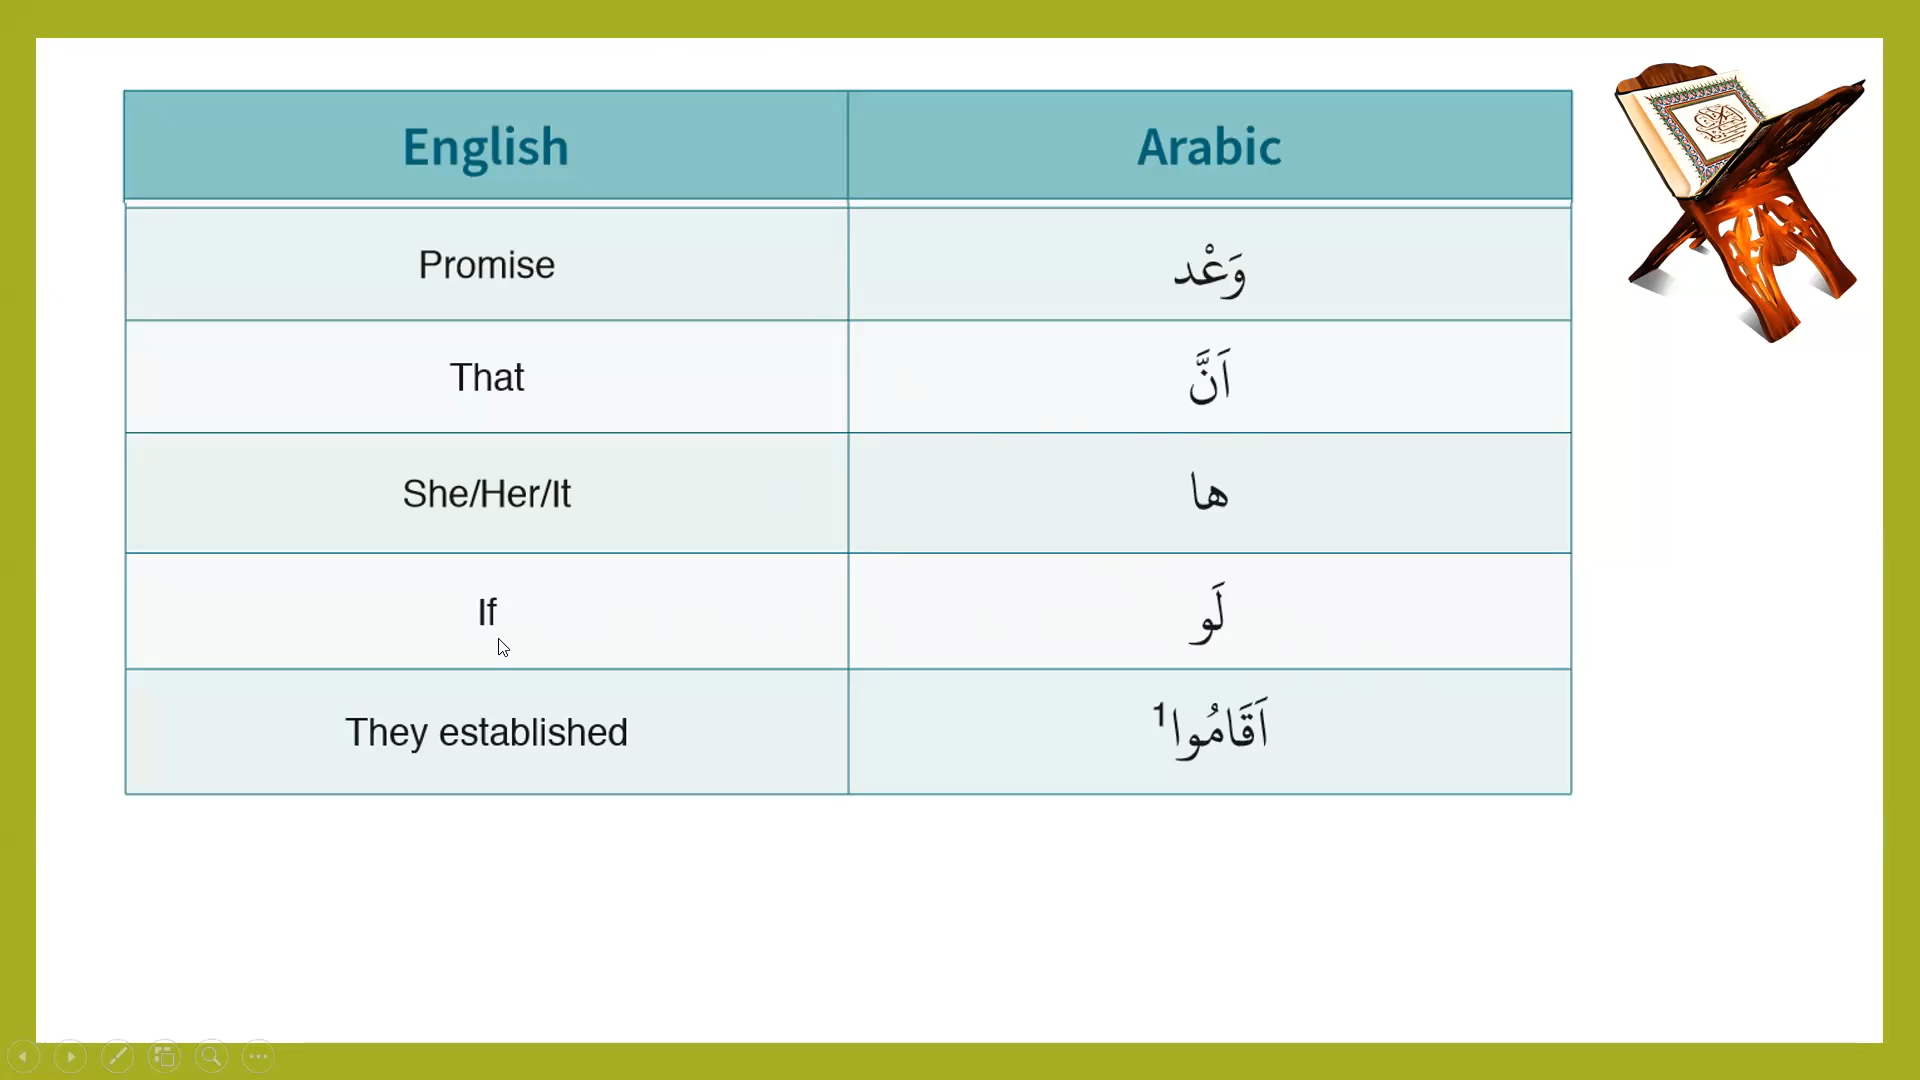 English Arabic
Promise وَعْد
That اَنَّ
She/Her/It ها
If لَو
They established اَقَامُوا1